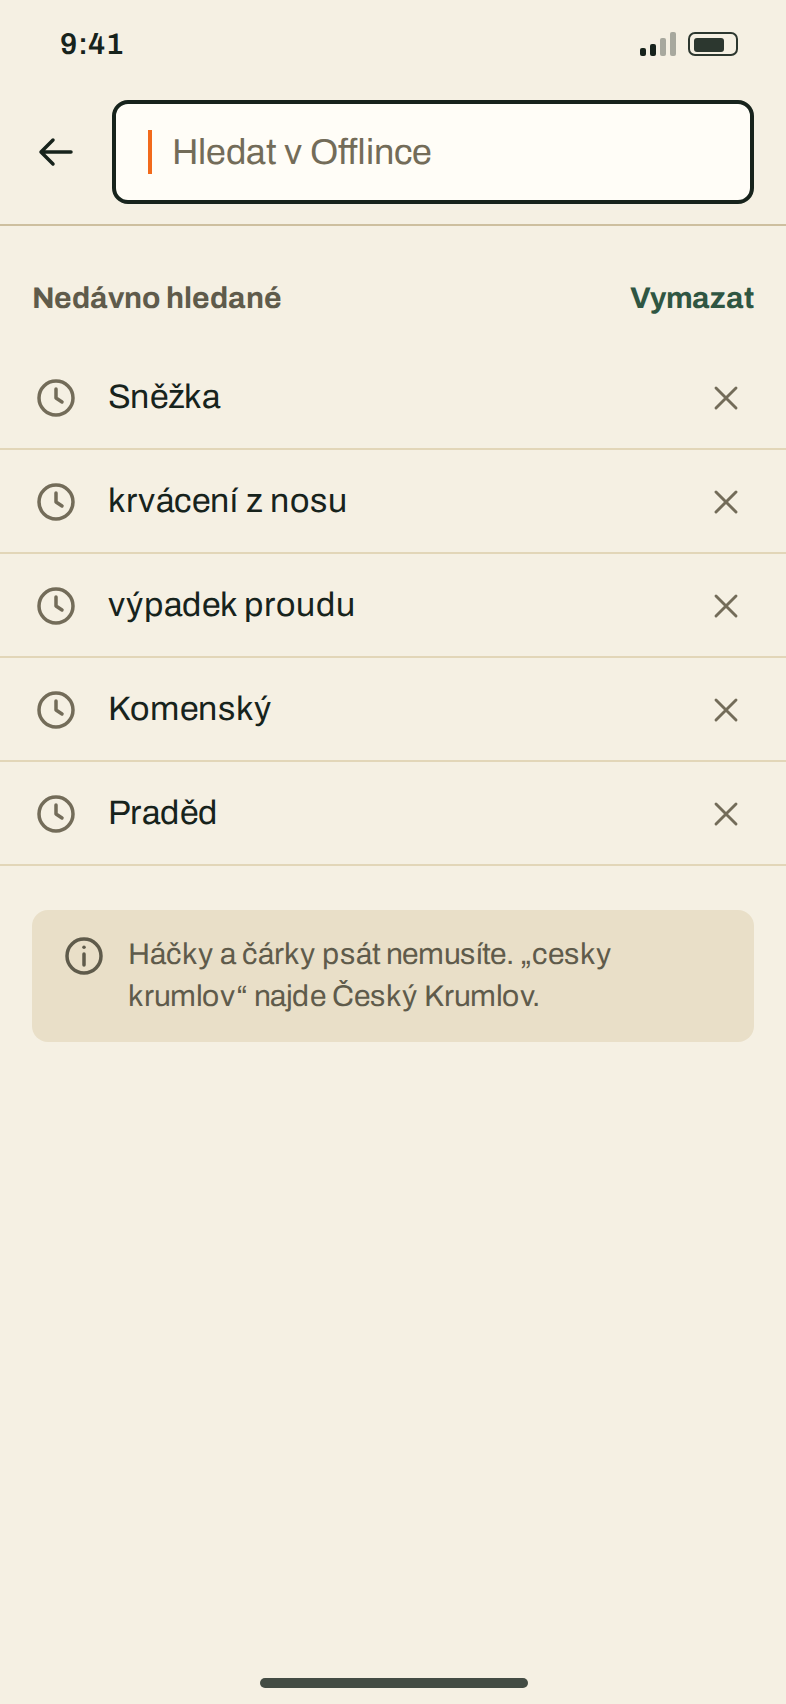 9:41
Hledat v Offlince
Nedávno hledané
Vymazat
Sněžka
krvácení z nosu
výpadek proudu
Komenský
Praděd
Háčky a čárky psát nemusíte. „cesky
krumlov“ najde Český Krumlov.